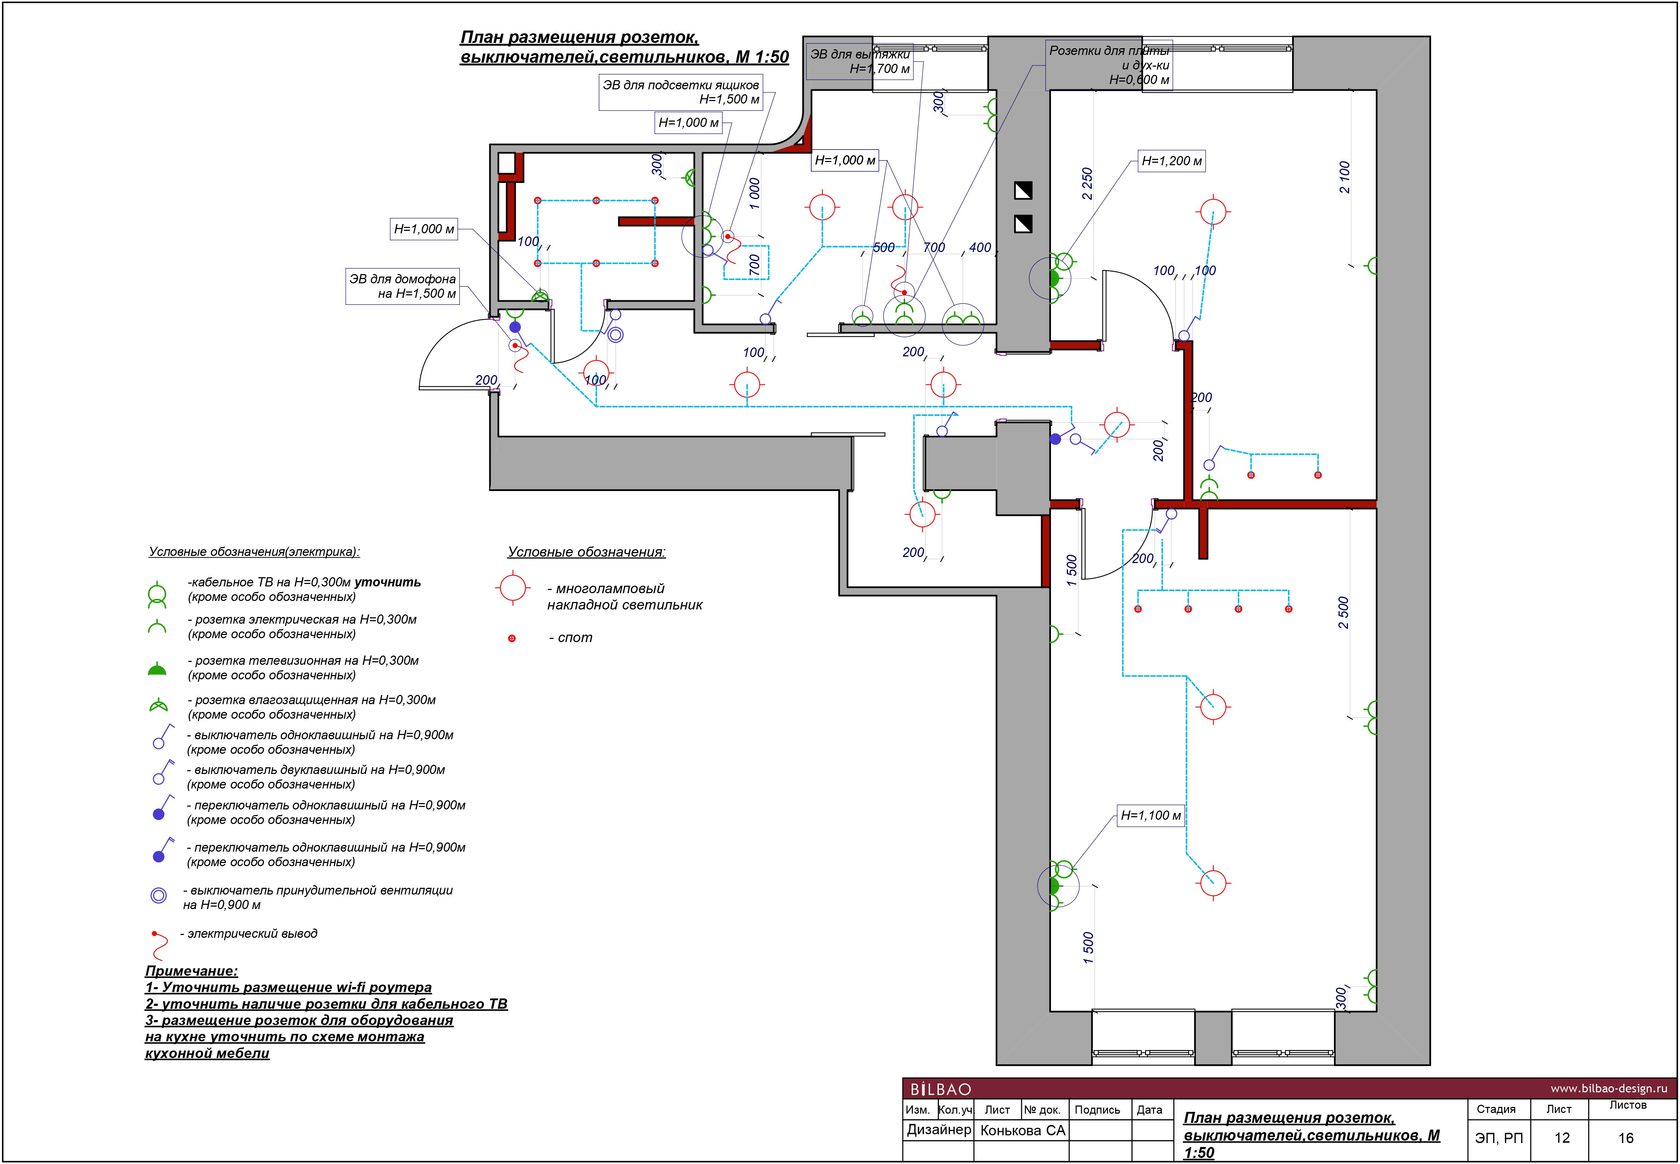 План размещения розеток,
выключателей,светильников, М 1:50
ЭВ для подсветки ящиков
Н=1,500 м
Н=1,000 м
ЭВ для вытяжки
Н=1,700 м
Розетки для плиты
и дух-ки
Н=0,600 м
Н=1,000 м
Н=1,200 м
Н=1,000 м
ЭВ для домофона
на Н=1,500 м
Н=1,100 м
300
300
1 000
700
100
500
700
400
2 250
2 100
100
100
200
100
100
200
200
200
200
200
1 500
2 500
1 500
300
Условные обозначения(электрика):
-кабельное ТВ на Н=0,300м уточнить
(кроме особо обозначенных)
- розетка электрическая на Н=0,300м
(кроме особо обозначенных)
- розетка телевизионная на Н=0,300м
(кроме особо обозначенных)
- розетка влагозащищенная на Н=0,300м
(кроме особо обозначенных)
- выключатель одноклавишный на Н=0,900м
(кроме особо обозначенных)
- выключатель двуклавишный на Н=0,900м
(кроме особо обозначенных)
- переключатель одноклавишный на Н=0,900м
(кроме особо обозначенных)
- переключатель одноклавишный на Н=0,900м
(кроме особо обозначенных)
- выключатель принудительной вентиляции
на Н=0,900 м
- электрический вывод
Условные обозначения:
- многоламповый
накладной светильник
- спот
Примечание:
1- Уточнить размещение wi-fi роутера
2- уточнить наличие розетки для кабельного ТВ
3- размещение розеток для оборудования
на кухне уточнить по схеме монтажа
кухонной мебели
BILBAO
www.bilbao-design.ru
Изм. Кол.уч. Лист № док. Подпись Дата
Дизайнер Конькова СА
План размещения розеток,
выключателей,светильников, М
1:50
Стадия Лист Листов
ЭП, РП 12 16